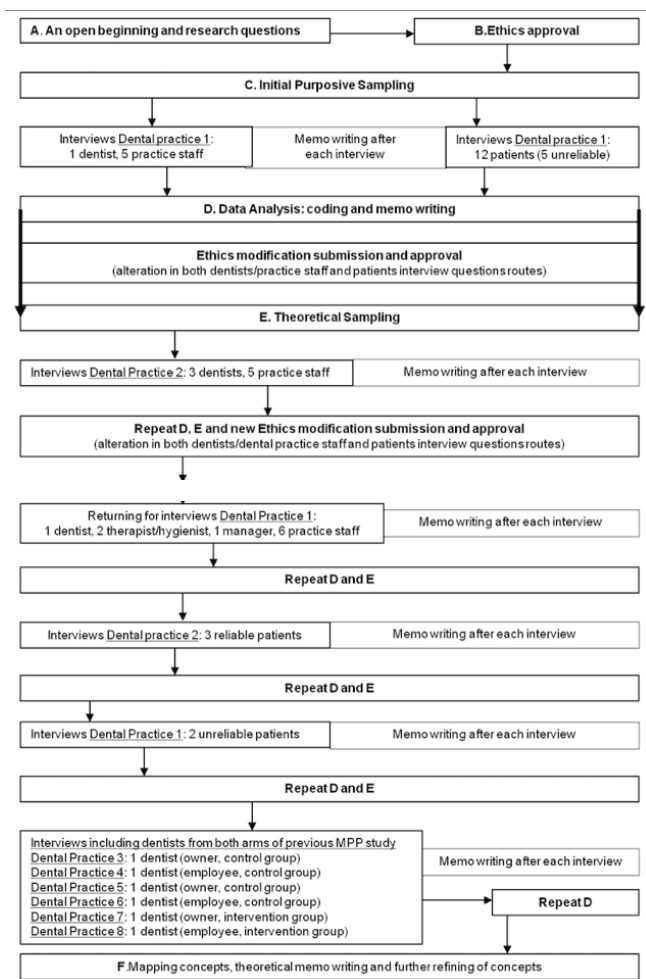 A. An open beginning and research questions
B.Ethics approval
C. Initial Purposive Sampling
Interviews Dental practice 1:
1 dentist, 5 practice staff
Memo writing after
each interview
Interviews Dental practice 1:
12 patients (5 unreliable)
D. Data Analysis: coding and memo writing
Ethics modification submission and approval
(alteration in both dentists/practice staff and patients interview questions routes)
E. Theoretical Sampling
Interviews Dental Practice 2: 3 dentists, 5 practice staff
Memo writing after each interview
Repeat D, E and new Ethics modification submission and approval
(alteration in both dentists/dental practice staff and patients interview questions routes)
Returning for interviews Dental Practice 1:
1 dentist, 2 therapist/hygienist, 1 manager, 6 practice staff
Memo writing after each interview
Repeat D and E
Interviews Dental practice 2: 3 reliable patients
Memo writing after each interview
Repeat D and E
Interviews Dental Practice 1: 2 unreliable patients
Memo writing after each interview
Repeat D and E
Interviews including dentists from both arms of previous MPP study
Dental Practice 3: 1 dentist (owner, control group)
Dental Practice 4: 1 dentist (employee, control group)
Dental Practice 5: 1 dentist (owner, control group)
Dental Practice 6: 1 dentist (employee, control group)
Dental Practice 7: 1 dentist (owner, intervention group)
Dental Practice 8: 1 dentist (employee, intervention group)
Memo writing after each interview
Repeat D
F.Mapping concepts, theoretical memo writing and further refining of concepts